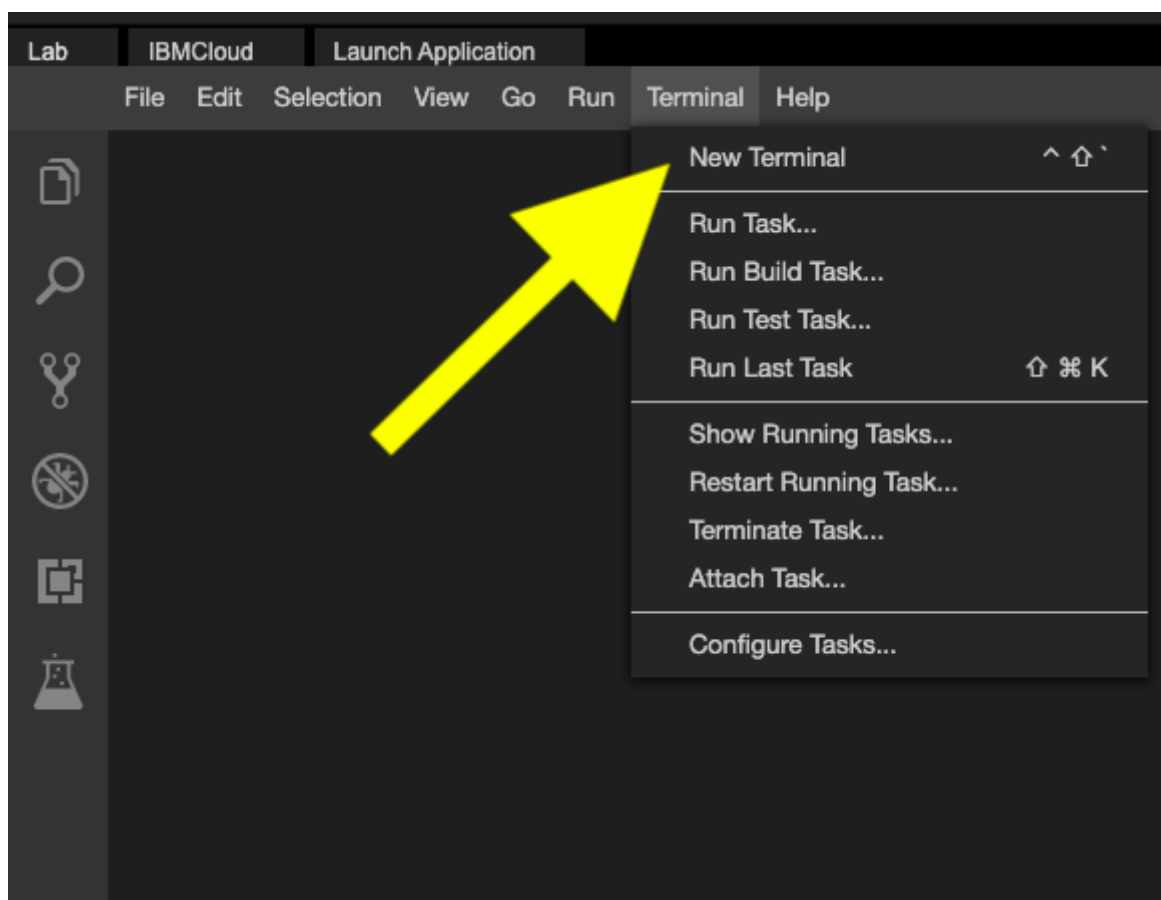 Lab IBMCloud Launch Application
File Edit Selection View Go Run Terminal Help
New Terminal ^ ⇧ `
Run Task...
Run Build Task...
Run Test Task...
Run Last Task ⇧ ⌘ K
Show Running Tasks...
Restart Running Task...
Terminate Task...
Attach Task...
Configure Tasks...